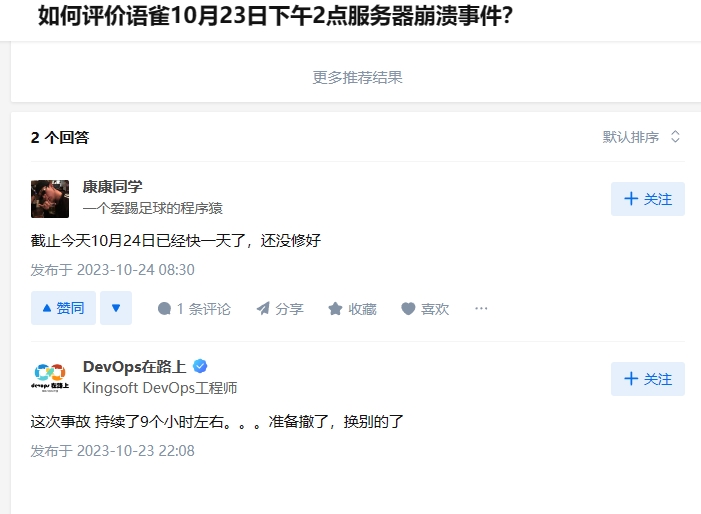 如何评价语雀10月23日下午2点服务器崩溃事件？
更多推荐结果
2 个回答
默认排序
康康同学
一个爱踢足球的程序猿
+ 关注
截止今天10月24日已经快一天了，还没修好
发布于 2023-10-24 08:30
赞同
1 条评论
分享
收藏
喜欢
···
DevOps在路上
Kingsoft DevOps工程师
+ 关注
devops 在路上
这次事故 持续了9个小时左右。。。准备撤了，换别的了
发布于 2023-10-23 22:08